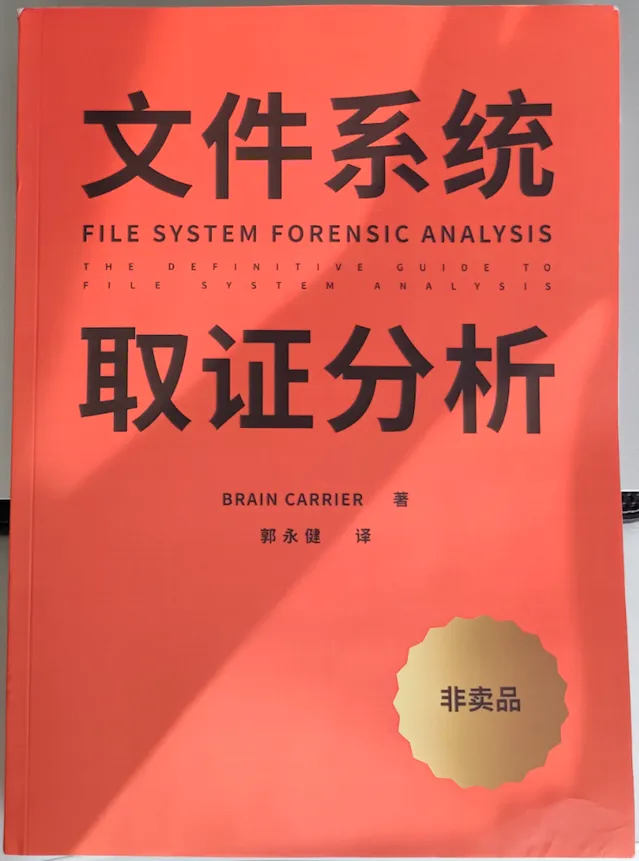 文件系统
FILE SYSTEM FORENSIC ANALYSIS
THE DEFINITIVE GUIDE TO
FILE SYSTEM ANALYSIS
取证分析
BRAIN CARRIER 著
郭永健 译
非卖品